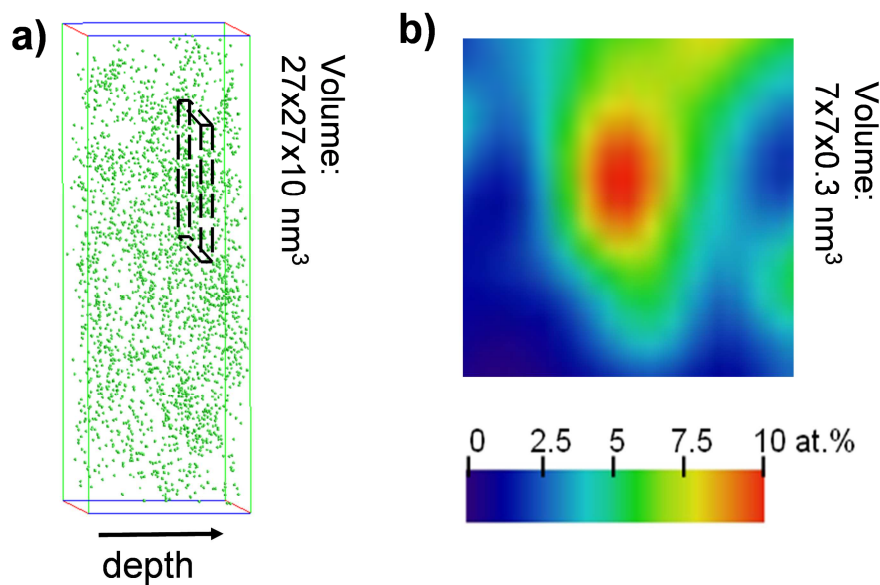 a)
Volume:
27x27x10 nm³
depth
b)
Volume:
7x7x0.3 nm³
0 2.5 5 7.5 10 at.%